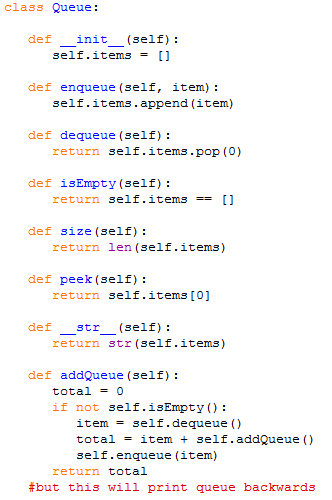 class Queue:
def __init__(self):
self.items = []
def enqueue(self, item):
self.items.append(item)
def dequeue(self):
return self.items.pop(0)
def isEmpty(self):
return self.items == []
def size(self):
return len(self.items)
def peek(self):
return self.items[0]
def __str__(self):
return str(self.items)
def addQueue(self):
total = 0
if not self.isEmpty():
item = self.dequeue()
total = item + self.addQueue()
self.enqueue(item)
return total
#but this will print queue backwards